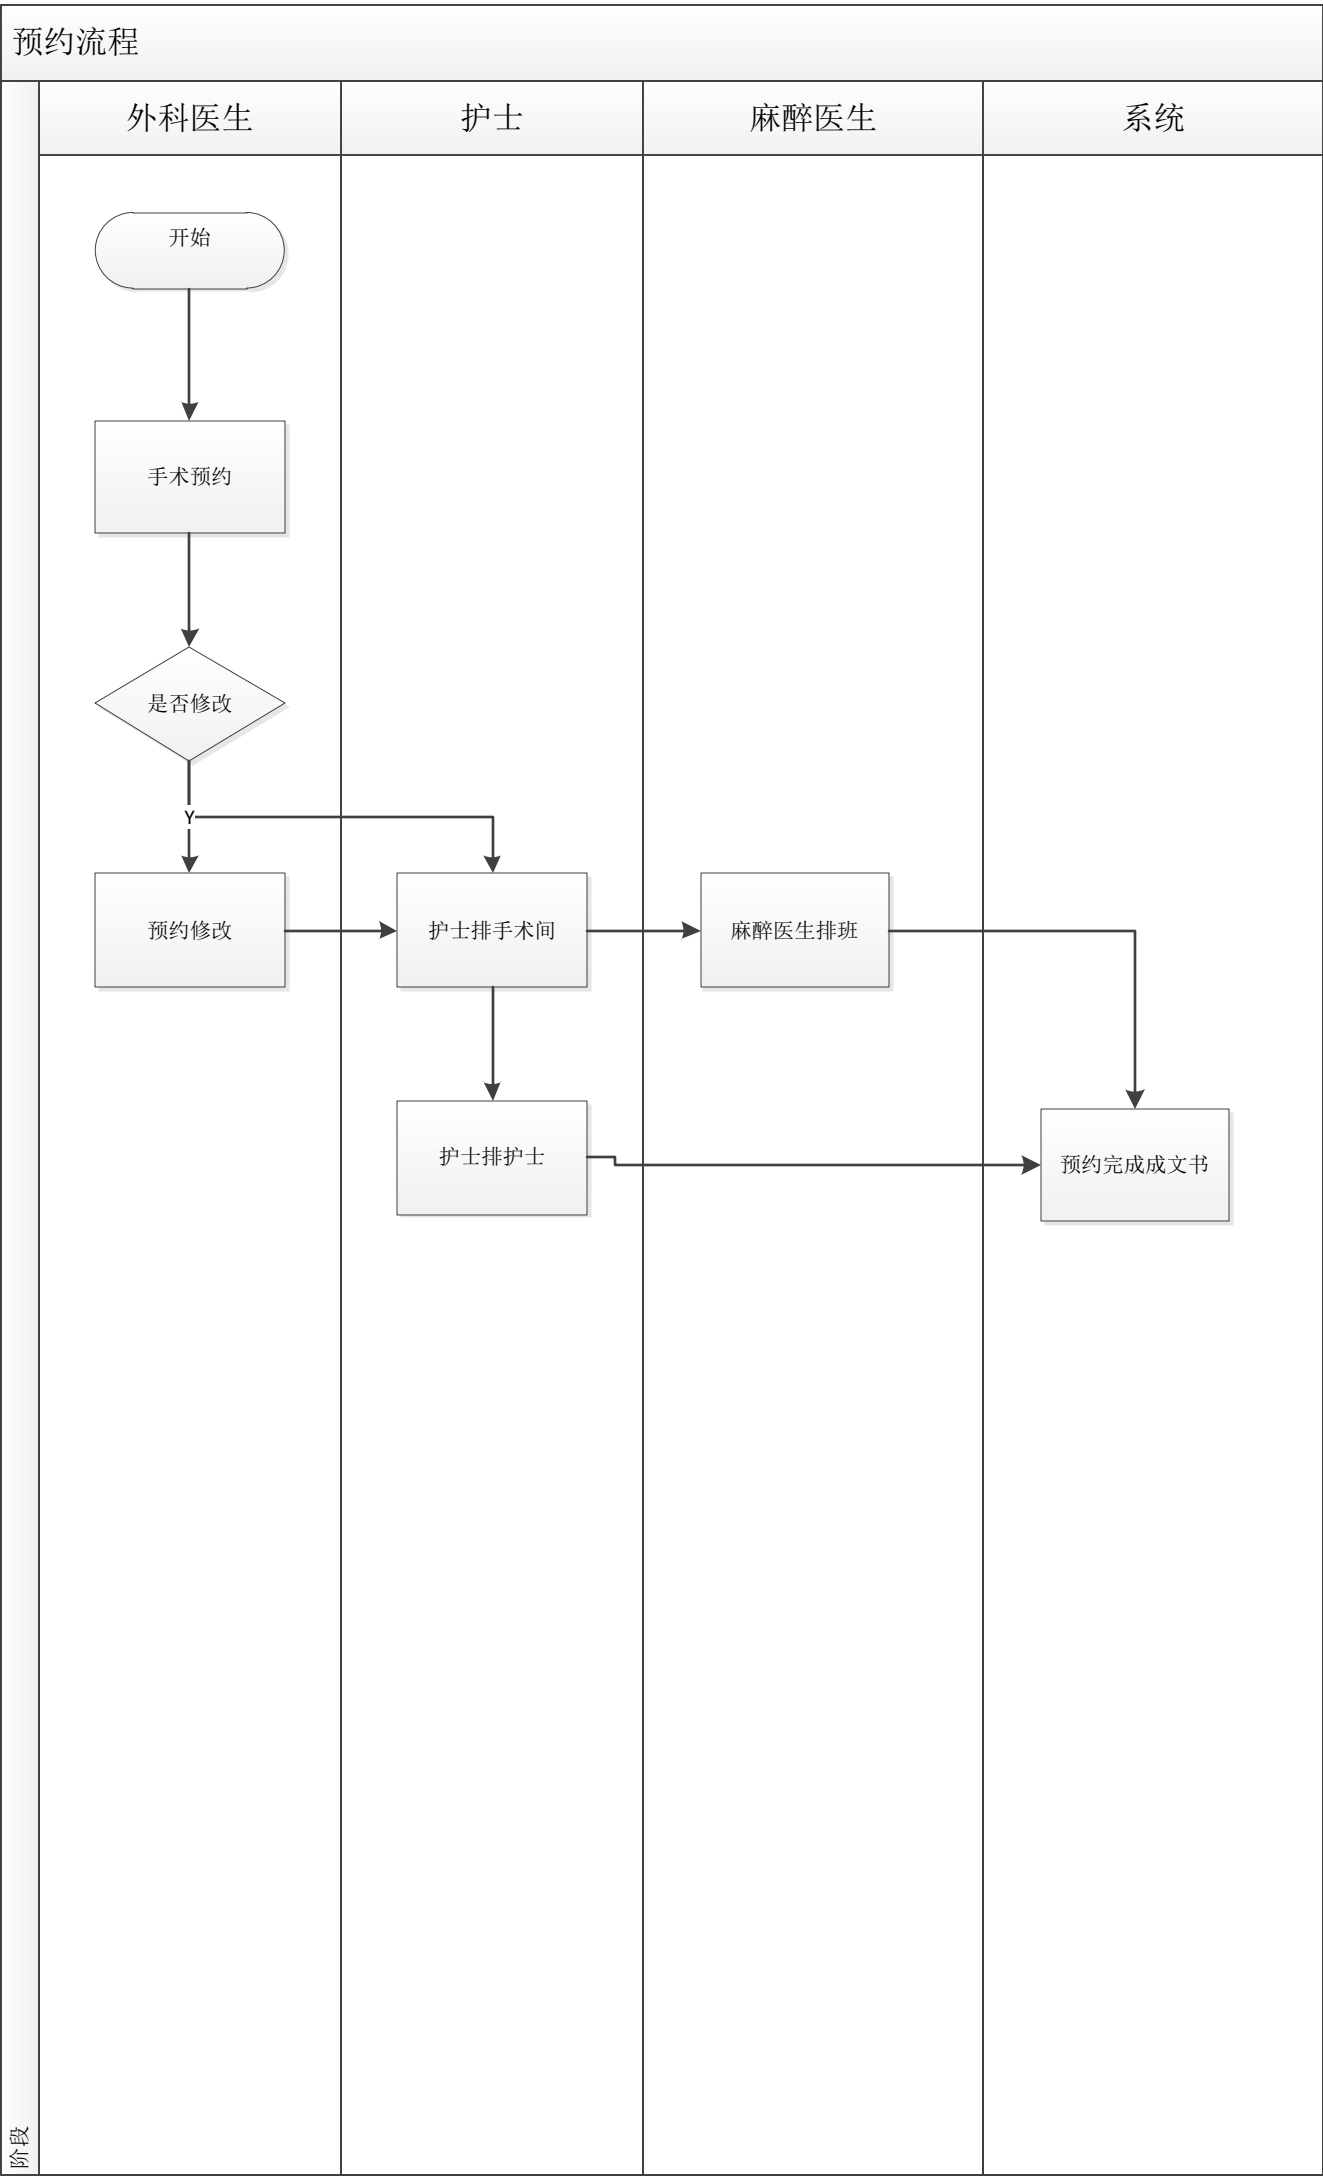 预约流程
外科医生
护士
麻醉医生
系统
开始
手术预约
是否修改
Y
预约修改
护士排手术间
麻醉医生排班
护士排护士
预约完成成文书
阶段